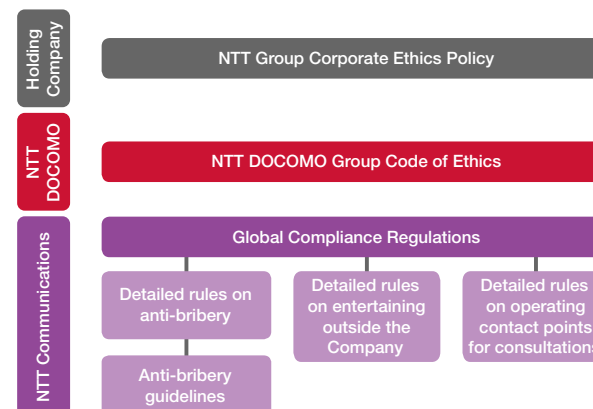 Holding
Company
NTT Group Corporate Ethics Policy
NTT
DOCOMO
NTT DOCOMO Group Code of Ethics
NTT Communications
Global Compliance Regulations
Detailed rules on
anti-bribery
Detailed rules
on entertaining
outside the
Company
Detailed rules
on operating
contact points
for consultations
Anti-bribery
guidelines